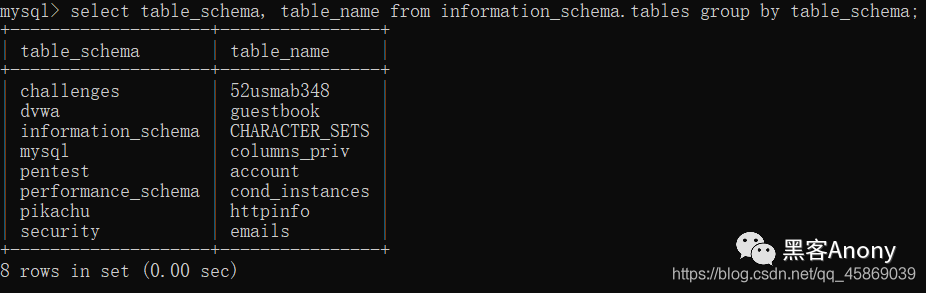 mysql> select table_schema, table_name from information_schema.tables group by table_schema;
+--------------------+----------------+
| table_schema       | table_name     |
+--------------------+----------------+
| challenges         | 52usmab348     |
| dvwa               | guestbook      |
| information_schema | CHARACTER_SETS |
| mysql              | columns_priv   |
| pentest            | account        |
| performance_schema | cond_instances |
| pikachu            | httpinfo       |
| security           | emails         |
+--------------------+----------------+
8 rows in set (0.00 sec)
黑客Anony
https://blog.csdn.net/qq_45869039